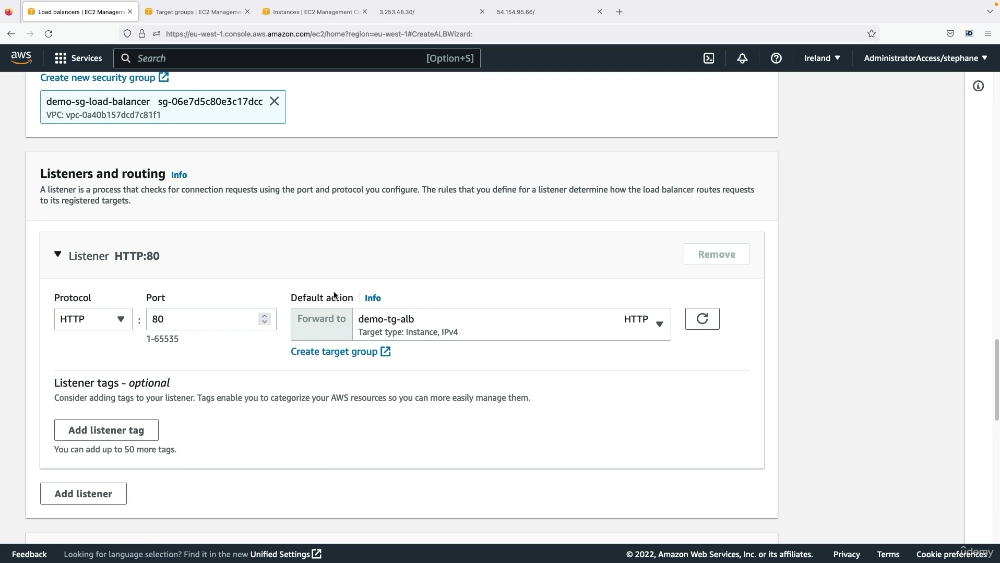 Load balancers | EC2 Manageme
Target groups | EC2 Managemen
Instances | EC2 Management Co
3.253.48.30/
54.154.95.66/
https://eu-west-1.console.aws.amazon.com/ec2/home?region=eu-west-1#CreateALBWizard:
aws
Services
Search
[Option+S]
Ireland
AdministratorAccess/stephane
Create new security group
demo-sg-load-balancer sg-06e7d5c80e3c17dcc
VPC: vpc-0a40b157dcd7c81f1
Listeners and routing Info
A listener is a process that checks for connection requests using the port and protocol you configure. The rules that you define for a listener determine how the load balancer routes requests
to its registered targets.
Listener HTTP:80
Remove
Protocol
Port
Default action
Info
HTTP
:
80
Forward to
demo-tg-alb
HTTP
Target type: Instance, IPv4
1-65535
Create target group
Listener tags - optional
Consider adding tags to your listener. Tags enable you to categorize your AWS resources so you can more easily manage them.
Add listener tag
You can add up to 50 more tags.
Add listener
Feedback
Looking for language selection? Find it in the new Unified Settings
© 2022, Amazon Web Services, Inc. or its affiliates.
Privacy
Terms
Cookie preferences
ûdemy